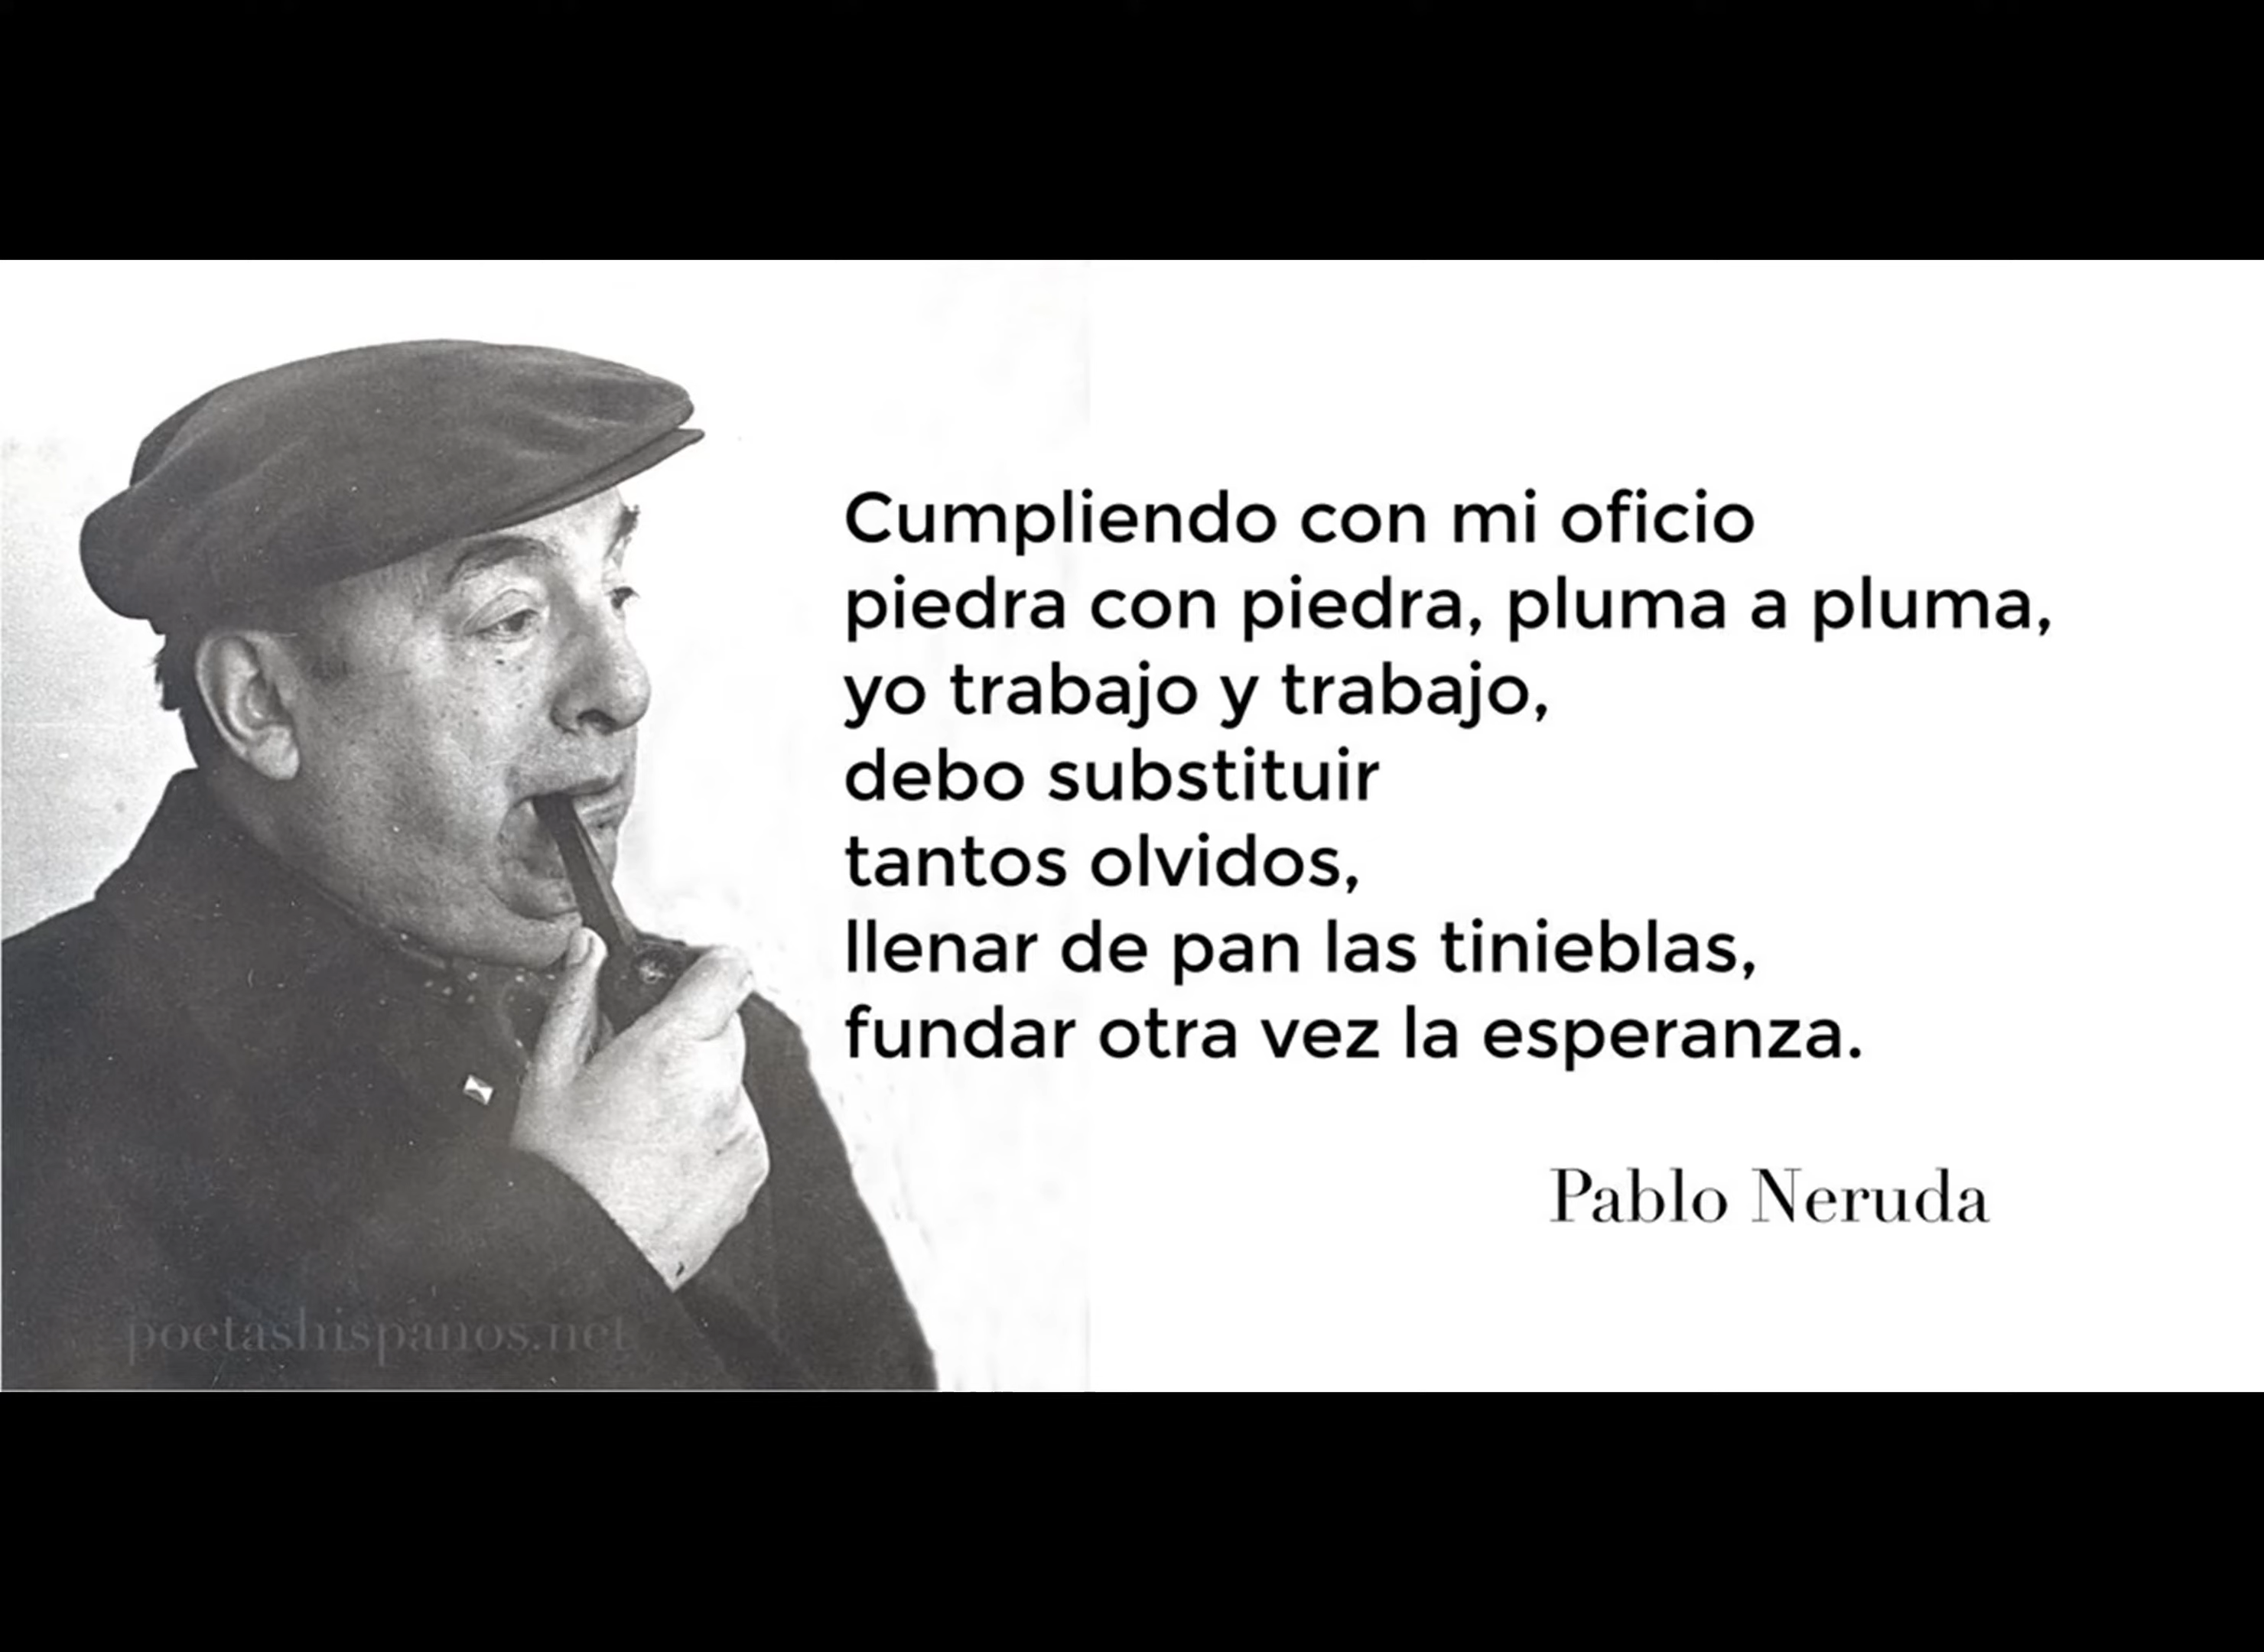 Cumpliendo con mi oficio
piedra con piedra, pluma a pluma,
yo trabajo y trabajo,
debo substituir
tantos olvidos,
llenar de pan las tinieblas,
fundar otra vez la esperanza.
Pablo Neruda
poetashispanos.net